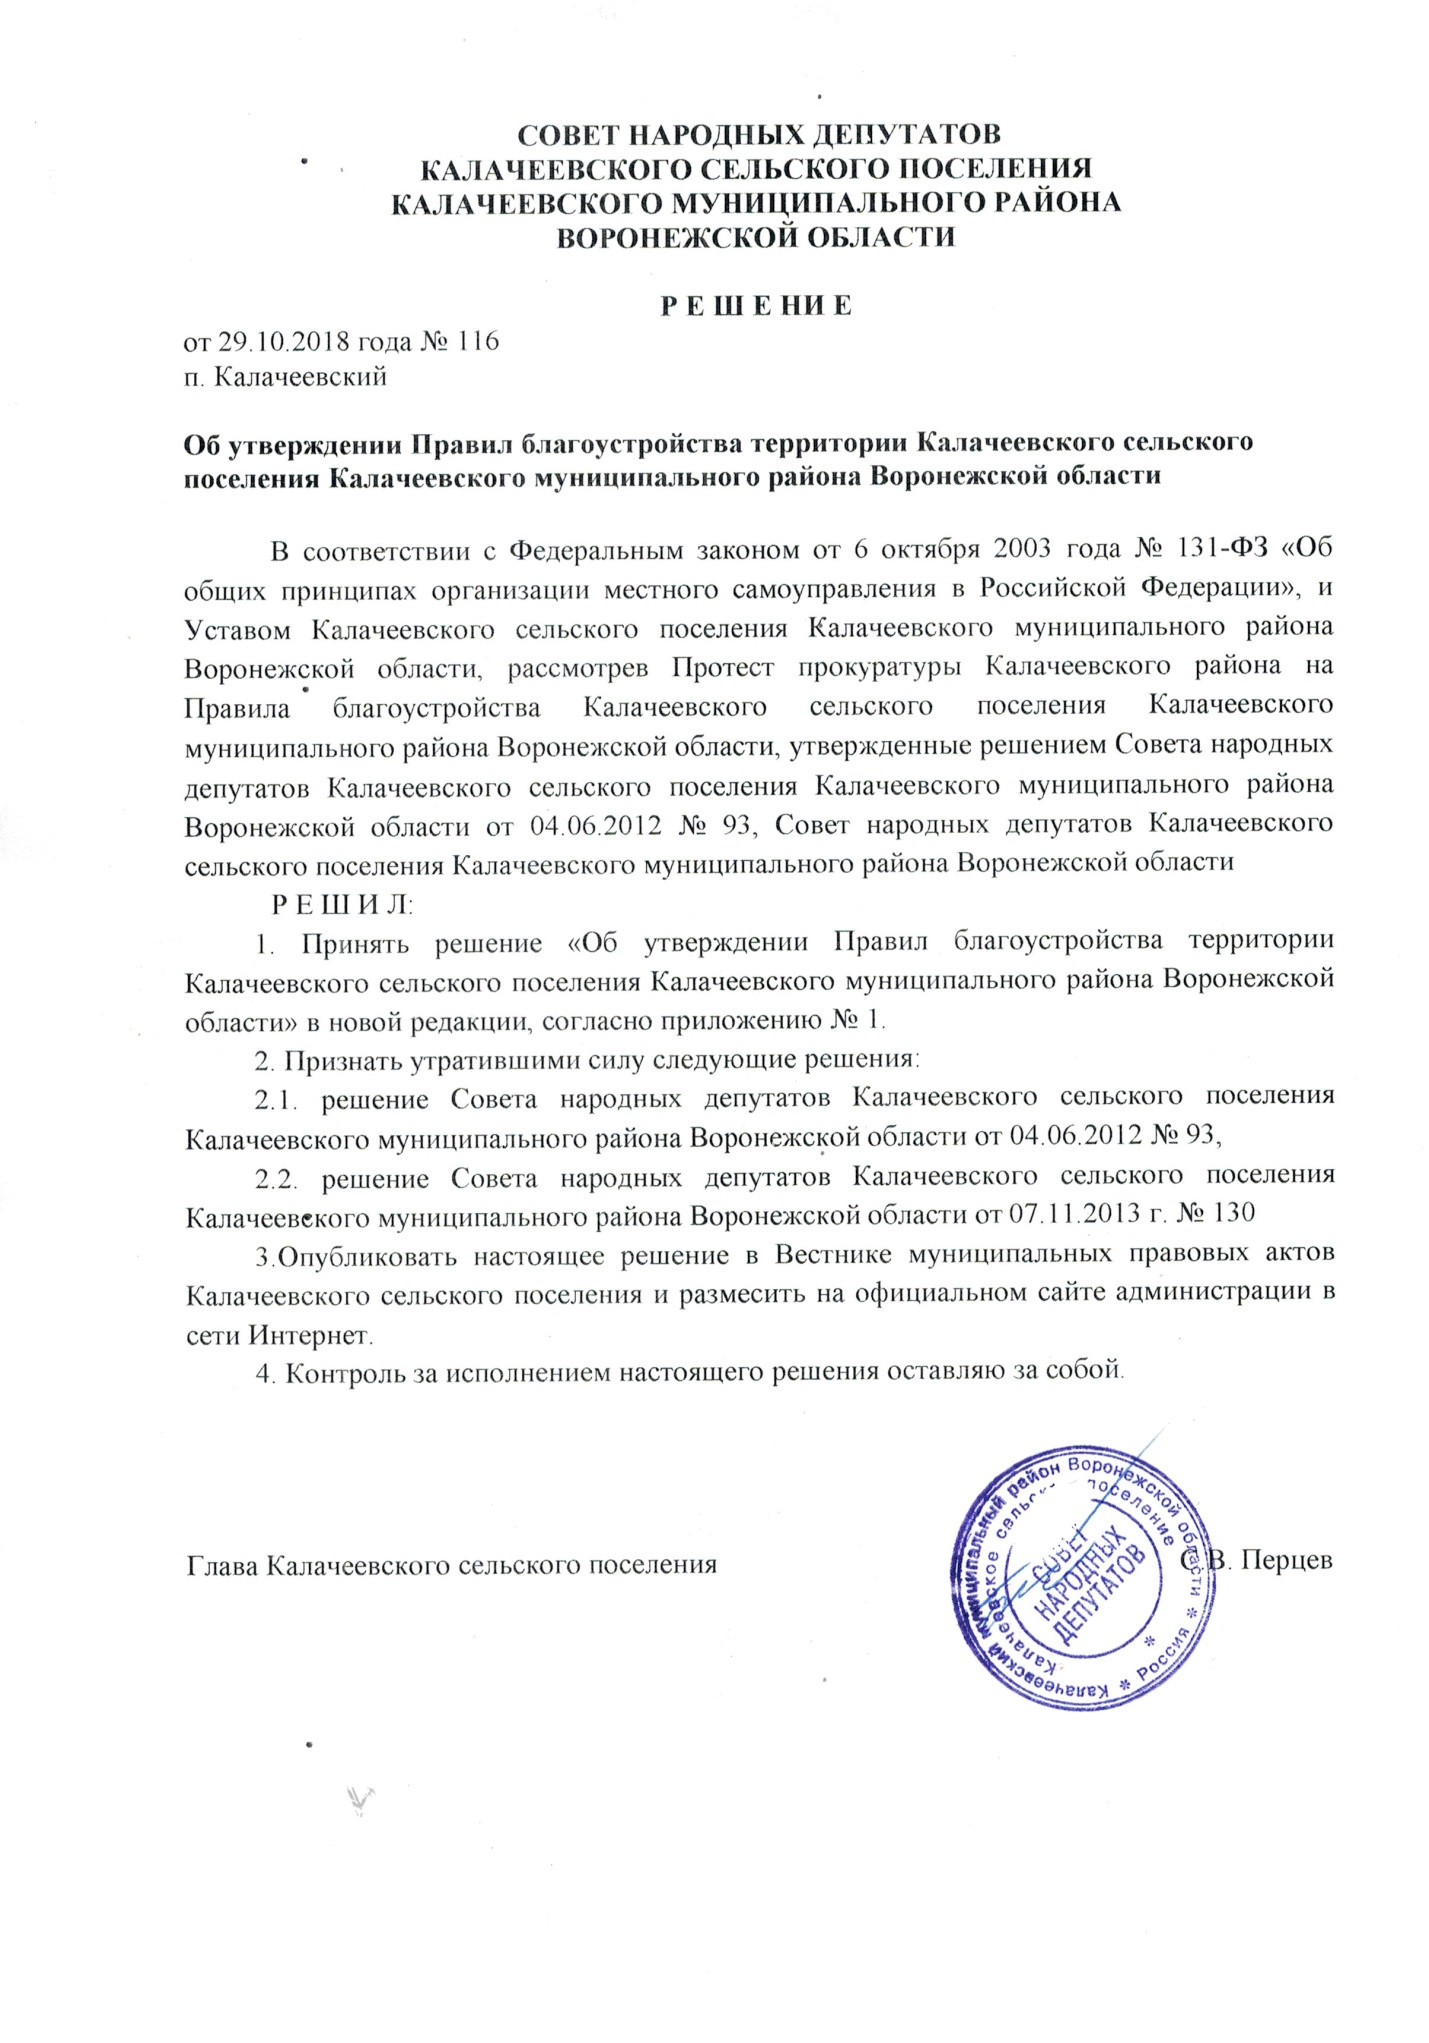 СОВЕТ НАРОДНЫХ ДЕПУТАТОВ
КАЛАЧЕЕВСКОГО СЕЛЬСКОГО ПОСЕЛЕНИЯ
КАЛАЧЕЕВСКОГО МУНИЦИПАЛЬНОГО РАЙОНА
ВОРОНЕЖСКОЙ ОБЛАСТИ
Р Е Ш Е НИ Е
от 29.10.2018 года № 116
п. Калачеевский
Об утверждении Правил благоустройства территории Калачеевского сельского
поселения Калачеевского муниципального района Воронежской области
В соответствии с Федеральным законом от 6 октября 2003 года № 131-ФЗ «Об
общих принципах организации местного самоуправления в Российской Федерации», и
Уставом Калачеевского сельского поселения Калачеевского муниципального района
Воронежской области, рассмотрев Протест прокуратуры Калачеевского района на
Правила благоустройства Калачеевского сельского поселения Калачеевского
муниципального района Воронежской области, утвержденные решением Совета народных
депутатов Калачеевского сельского поселения Калачеевского муниципального района
Воронежской области от 04.06.2012 № 93, Совет народных депутатов Калачеевского
сельского поселения Калачеевского муниципального района Воронежской области
Р Е Ш И Л:
1. Принять решение «Об утверждении Правил благоустройства территории
Калачеевского сельского поселения Калачеевского муниципального района Воронежской
области» в новой редакции, согласно приложению № 1.
2. Признать утратившими силу следующие решения:
2.1. решение Совета народных депутатов Калачеевского сельского поселения
Калачеевского муниципального района Воронежской области от 04.06.2012 № 93,
2.2. решение Совета народных депутатов Калачеевского сельского поселения
Калачеевского муниципального района Воронежской области от 07.11.2013 г. № 130
3.Опубликовать настоящее решение в Вестнике муниципальных правовых актов
Калачеевского сельского поселения и размесить на официальном сайте администрации в
сети Интернет.
4. Контроль за исполнением настоящего решения оставляю за собой.
Глава Калачеевского сельского поселения С.В. Перцев
Калачеевский муниципальный район Воронежской области * Россия *
Калачеевское сельское поселение *
СОВЕТ
НАРОДНЫХ
ДЕПУТАТОВ